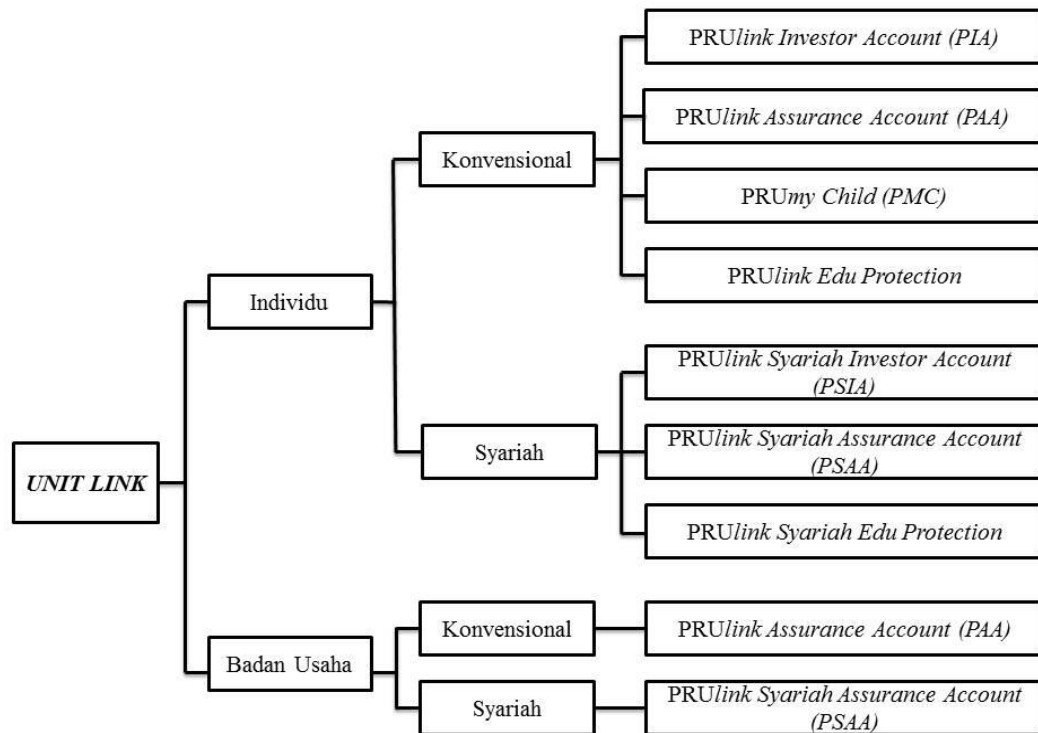 PRUlink Investor Account (PIA)
PRUlink Assurance Account (PAA)
Konvensional
PRUmy Child (PMC)
PRUlink Edu Protection
Individu
PRUlink Syariah Investor Account
(PSIA)
Syariah
PRUlink Syariah Assurance Account
(PSAA)
UNIT LINK
PRUlink Syariah Edu Protection
Konvensional
PRUlink Assurance Account (PAA)
Badan Usaha
Syariah
PRUlink Syariah Assurance Account
(PSAA)